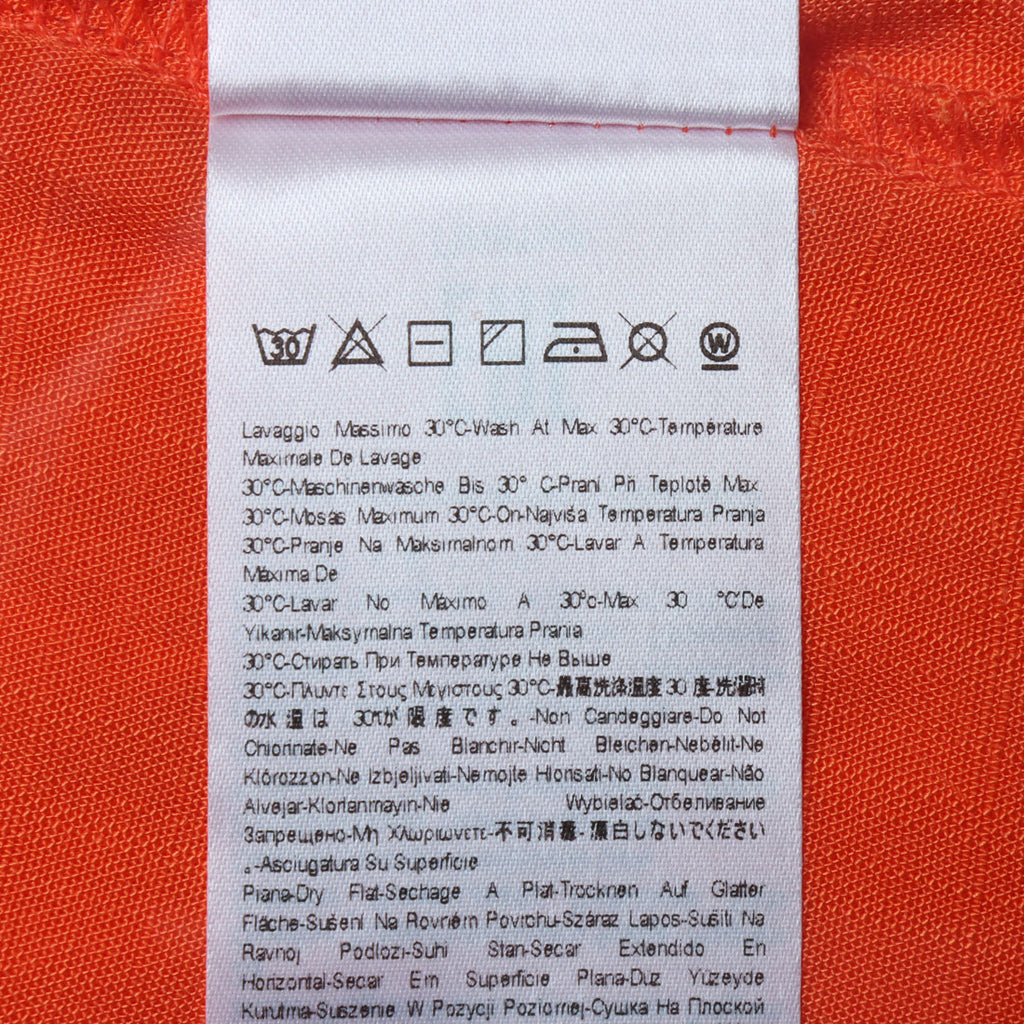 30 W
Lavaggio Massimo 30°C-Wash At Max 30°C-Température
Maximale De Lavage
30°C-Maschinenwasche Bis 30° C-Praní Při Teplotě Max.
30°C-Mosás Maximum 30°C-On-Najviša Temperatura Pranja
30°C-Pranje Na Maksimalnom 30°C-Lavar A Temperatura
Máxima De
30°C-Lavar No Máximo A 30ºc-Max 30 °C'De
Yikanır-Maksymalna Temperatura Prania
30°C-Стирать При Температуре Не Выше
30°C-Πλυντε Στους Μεγιστους 30°C-最高洗涤温度 30 度-洗濯時
の水温は 30℃が限度です。-Non Candeggiare-Do Not
Chlorinate-Ne Pas Blanchir-Nicht Bleichen-Nebělit-Ne
Klórozzon-Ne Izbjeljivati-Nemojte Hlorisati-No Blanquear-Não
Alvejar-Klorlanmayın-Nie Wybielać-Отбеливание
Запрещено-Μη Χλωριωνετε-不可消毒-漂白しないでください
。-Asciugatura Su Superficie
Piana-Dry Flat-Sechage A Plat-Trocknen Auf Glatter
Fläche-Sušení Na Rovném Povrchu-Száraz Lapos-Sušiti Na
Ravnoj Podlozi-Suhi Stan-Secar Extendido En
Horizontal-Secar Em Superficie Plana-Duz Yüzeyde
Kurutma-Suszenie W Pozycji Poziomej-Сушка На Плоской